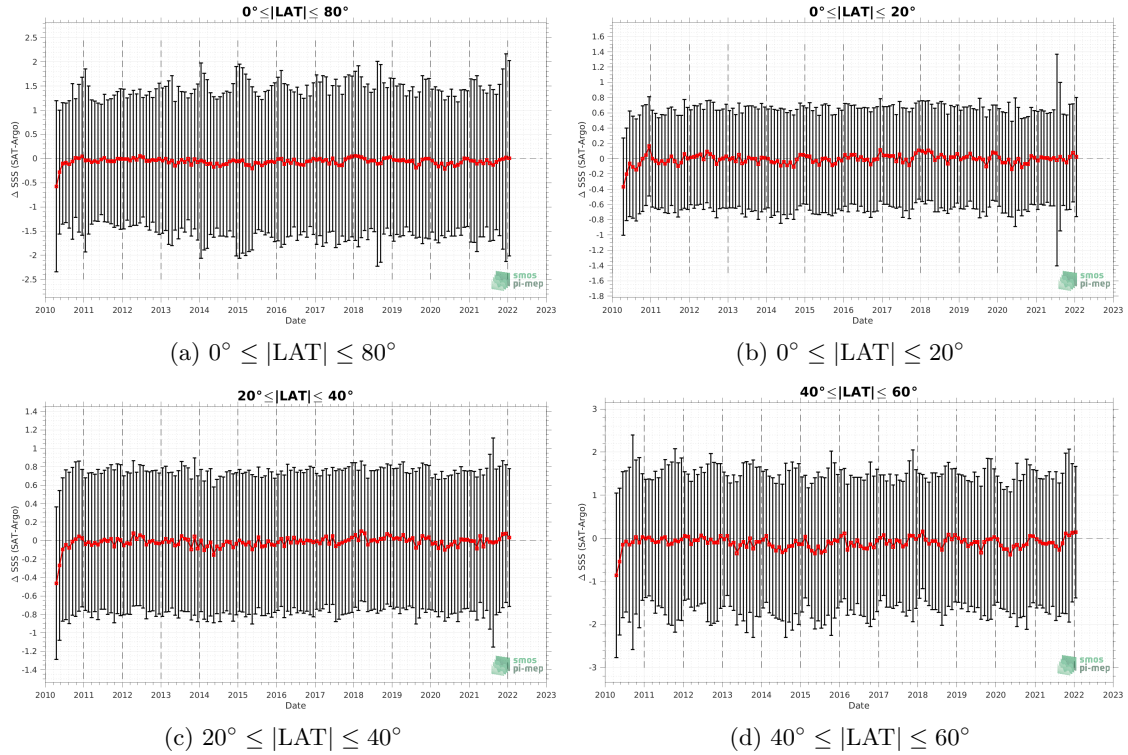 0°≤|LAT|≤ 80°
2.5
2
1.5
1
0.5
0
-0.5
-1
-1.5
-2
-2.5
Δ SSS (SAT-Argo)
2010 2011 2012 2013 2014 2015 2016 2017 2018 2019 2020 2021 2022 2023
Date
smos
pi-mep
(a) 0° ≤ |LAT| ≤ 80°
0°≤|LAT|≤ 20°
1.6
1.4
1.2
1
0.8
0.6
0.4
0.2
0
-0.2
-0.4
-0.6
-0.8
-1
-1.2
-1.4
-1.6
-1.8
Δ SSS (SAT-Argo)
2010 2011 2012 2013 2014 2015 2016 2017 2018 2019 2020 2021 2022 2023
Date
smos
pi-mep
(b) 0° ≤ |LAT| ≤ 20°
20°≤|LAT|≤ 40°
1.4
1.2
1
0.8
0.6
0.4
0.2
0
-0.2
-0.4
-0.6
-0.8
-1
-1.2
-1.4
Δ SSS (SAT-Argo)
2010 2011 2012 2013 2014 2015 2016 2017 2018 2019 2020 2021 2022 2023
Date
smos
pi-mep
(c) 20° ≤ |LAT| ≤ 40°
40°≤|LAT|≤ 60°
3
2
1
0
-1
-2
-3
Δ SSS (SAT-Argo)
2010 2011 2012 2013 2014 2015 2016 2017 2018 2019 2020 2021 2022 2023
Date
smos
pi-mep
(d) 40° ≤ |LAT| ≤ 60°